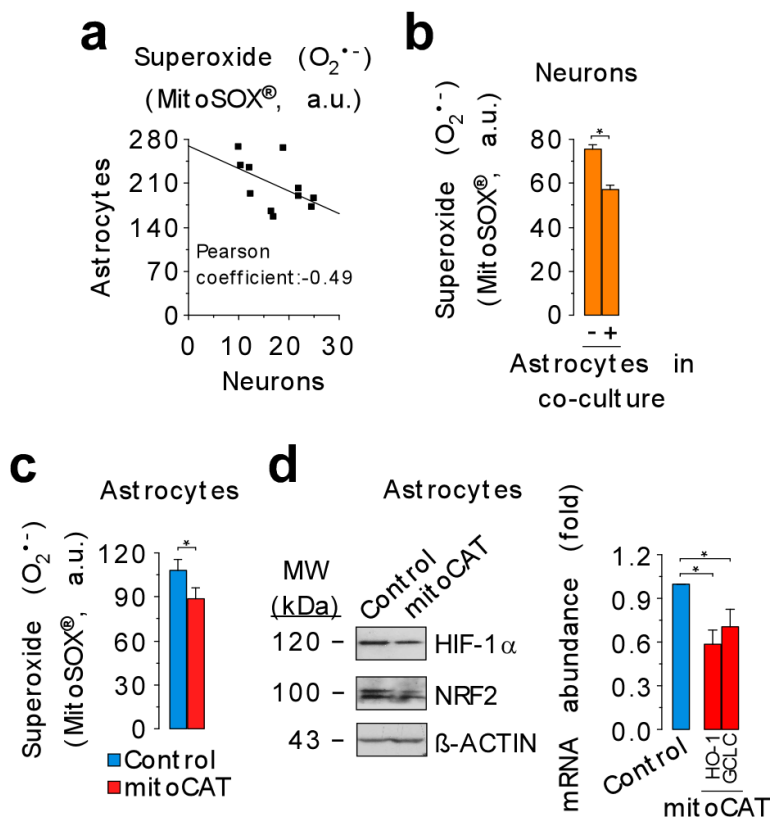 a
Superoxide (O₂•-)
(MitoSOX®, a.u.)
Astrocytes
280
210
140
70
0
Pearson
coefficient:-0.49
0 10 20 30
Neurons
b
Neurons
Superoxide (O₂•-)
(MitoSOX®, a.u.)
80
60
40
20
0
*
- +
Astrocytes in
co-culture
c
Astrocytes
Superoxide (O₂•-)
(MitoSOX®, a.u.)
120
90
60
30
0
*
Control
mitoCAT
d
Astrocytes
MW
(kDa)
Control
mitoCAT
120 – HIF-1α
100 – NRF2
43 – ß-ACTIN
mRNA abundance (fold)
1.2
0.9
0.6
0.3
0.0
*
*
Control
HO-1
GCLC
mitoCAT